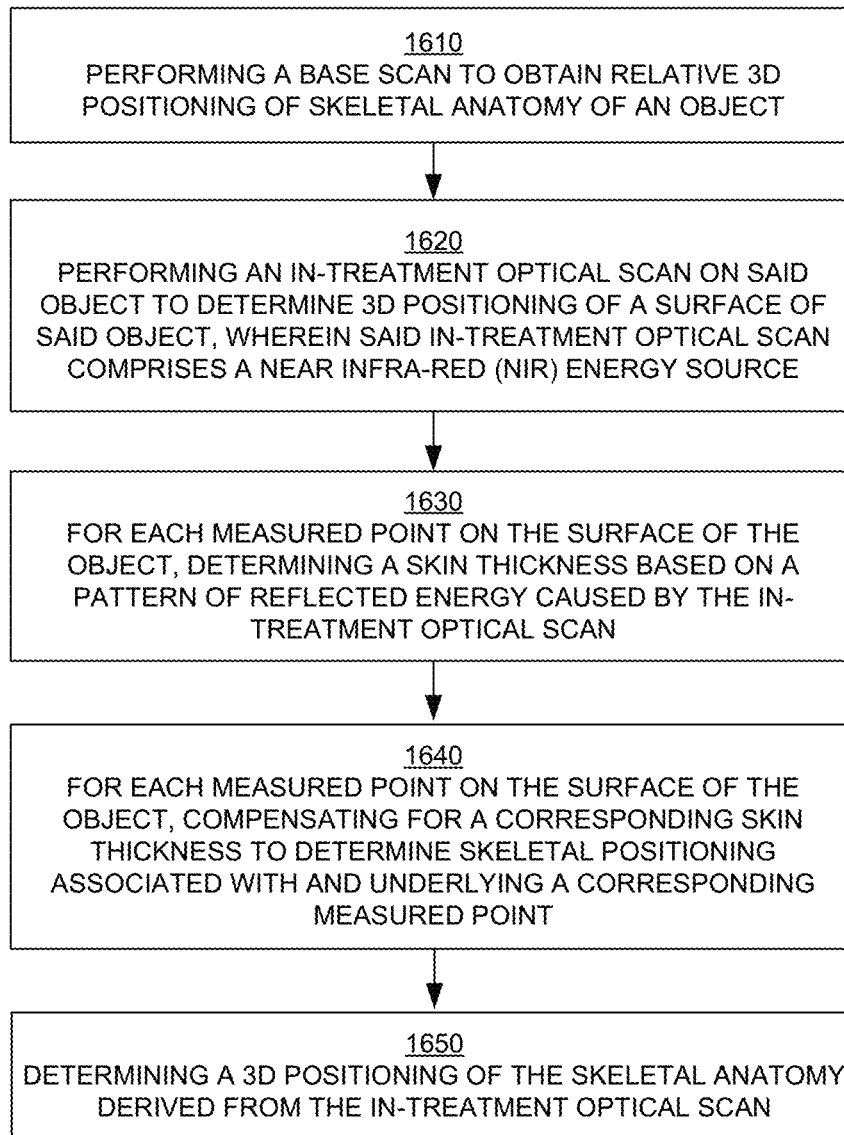 1610
PERFORMING A BASE SCAN TO OBTAIN RELATIVE 3D
POSITIONING OF SKELETAL ANATOMY OF AN OBJECT
1620
PERFORMING AN IN-TREATMENT OPTICAL SCAN ON SAID
OBJECT TO DETERMINE 3D POSITIONING OF A SURFACE OF
SAID OBJECT, WHEREIN SAID IN-TREATMENT OPTICAL SCAN
COMPRISES A NEAR INFRA-RED (NIR) ENERGY SOURCE
1630
FOR EACH MEASURED POINT ON THE SURFACE OF THE
OBJECT, DETERMINING A SKIN THICKNESS BASED ON A
PATTERN OF REFLECTED ENERGY CAUSED BY THE IN-
TREATMENT OPTICAL SCAN
1640
FOR EACH MEASURED POINT ON THE SURFACE OF THE
OBJECT, COMPENSATING FOR A CORRESPONDING SKIN
THICKNESS TO DETERMINE SKELETAL POSITIONING
ASSOCIATED WITH AND UNDERLYING A CORRESPONDING
MEASURED POINT
1650
DETERMINING A 3D POSITIONING OF THE SKELETAL ANATOMY
DERIVED FROM THE IN-TREATMENT OPTICAL SCAN